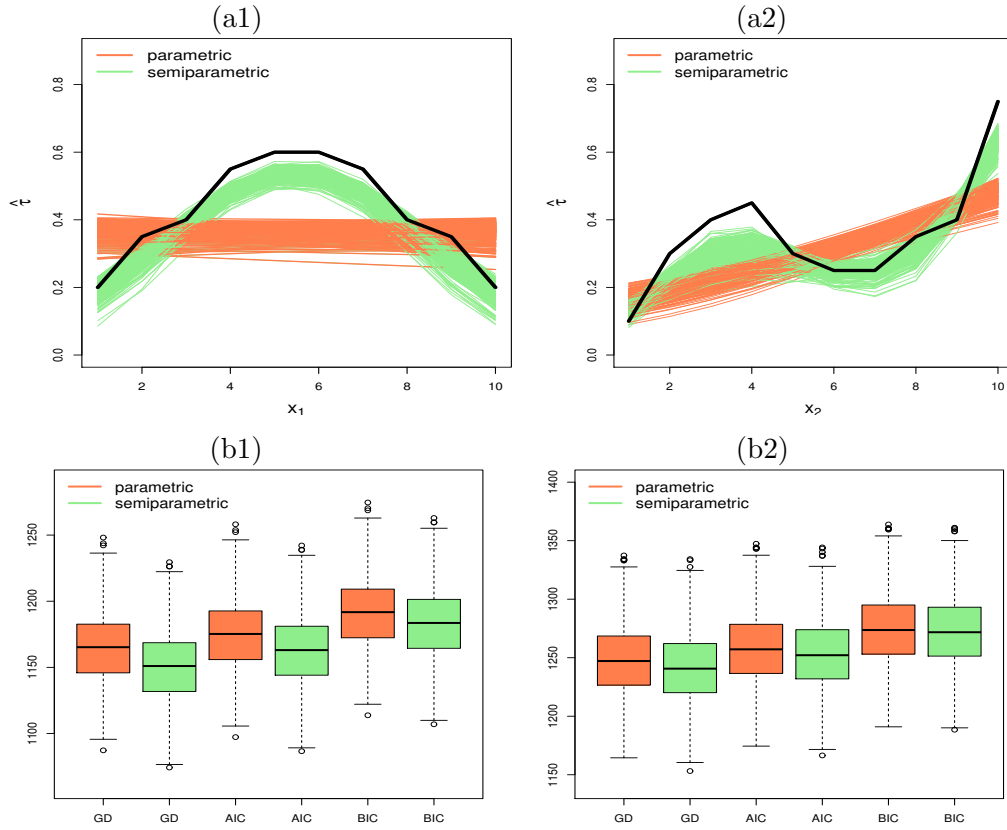 (a1)
parametric
semiparametric
0.0 0.2 0.4 0.6 0.8
τ̂
2 4 6 8 10
x₁
(a2)
parametric
semiparametric
0.0 0.2 0.4 0.6 0.8
τ̂
2 4 6 8 10
x₂
(b1)
parametric
semiparametric
1100 1150 1200 1250
GD GD AIC AIC BIC BIC
(b2)
parametric
semiparametric
1150 1200 1250 1300 1350 1400
GD GD AIC AIC BIC BIC